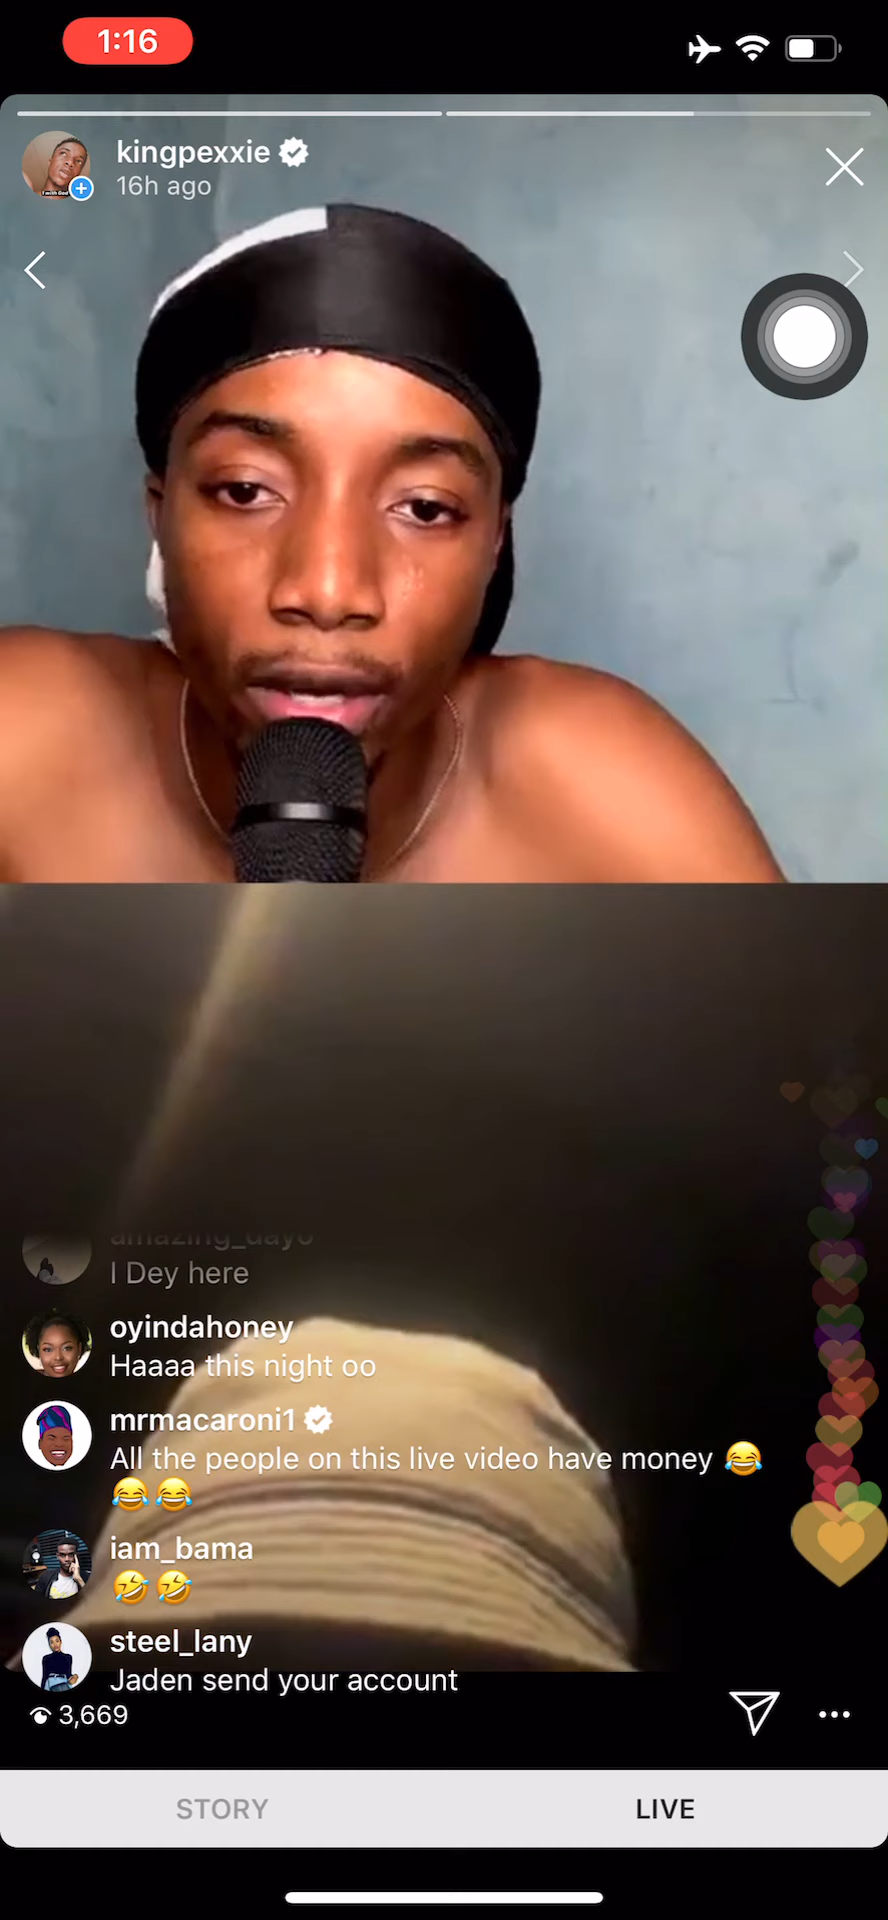 1:16
kingpexxie
16h ago
amazing_dayo
I Dey here
oyindahoney
Haaaa this night oo
mrmacaroni1
All the people on this live video have money 😂
😂😂
iam_bama
🤣🤣
steel_lany
Jaden send your account
3,669
STORY
LIVE